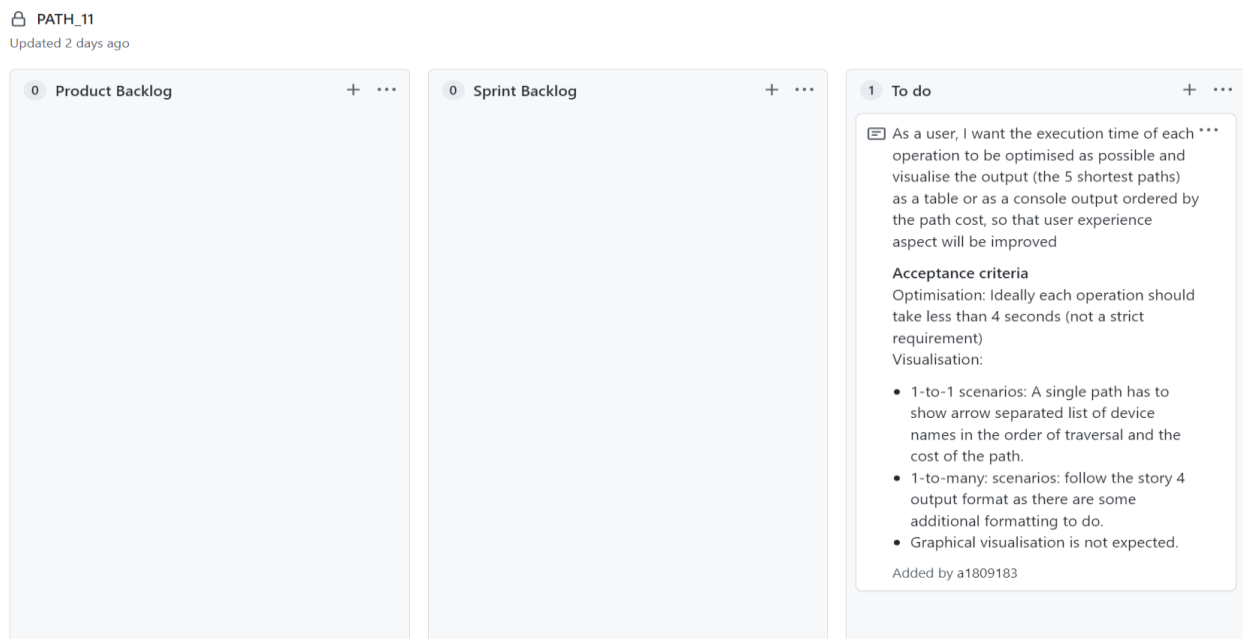 PATH_11
Updated 2 days ago
0 Product Backlog
0 Sprint Backlog
1 To do
As a user, I want the execution time of each
operation to be optimised as possible and
visualise the output (the 5 shortest paths)
as a table or as a console output ordered by
the path cost, so that user experience
aspect will be improved
Acceptance criteria
Optimisation: Ideally each operation should
take less than 4 seconds (not a strict
requirement)
Visualisation:
• 1-to-1 scenarios: A single path has to
show arrow separated list of device
names in the order of traversal and the
cost of the path.
• 1-to-many: scenarios: follow the story 4
output format as there are some
additional formatting to do.
• Graphical visualisation is not expected.
Added by a1809183